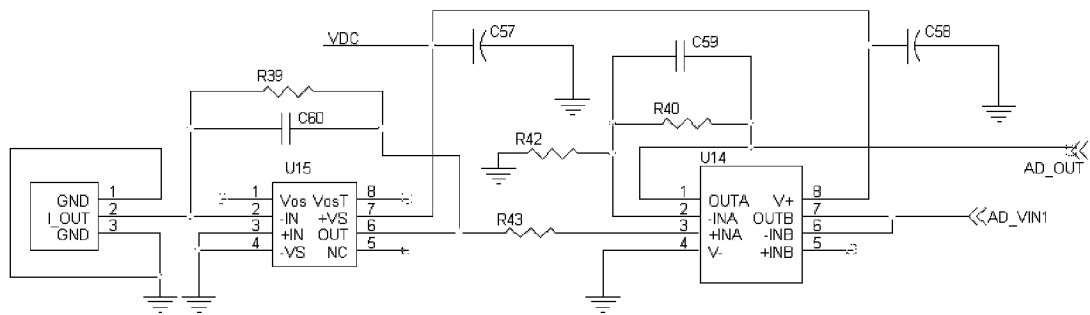 VDC
C57
C59
C58
R39
C60
R40
R42
U15
U14
AD_OUT
GND 1
I_OUT 2
GND 3
1 Vos VosT 8
2 -IN +VS 7
3 +IN OUT 6
4 -VS NC 5
R43
1 OUTA V+ 8
2 -INA OUTB 7
3 +INA -INB 6
4 V- +INB 5
AD_VIN1